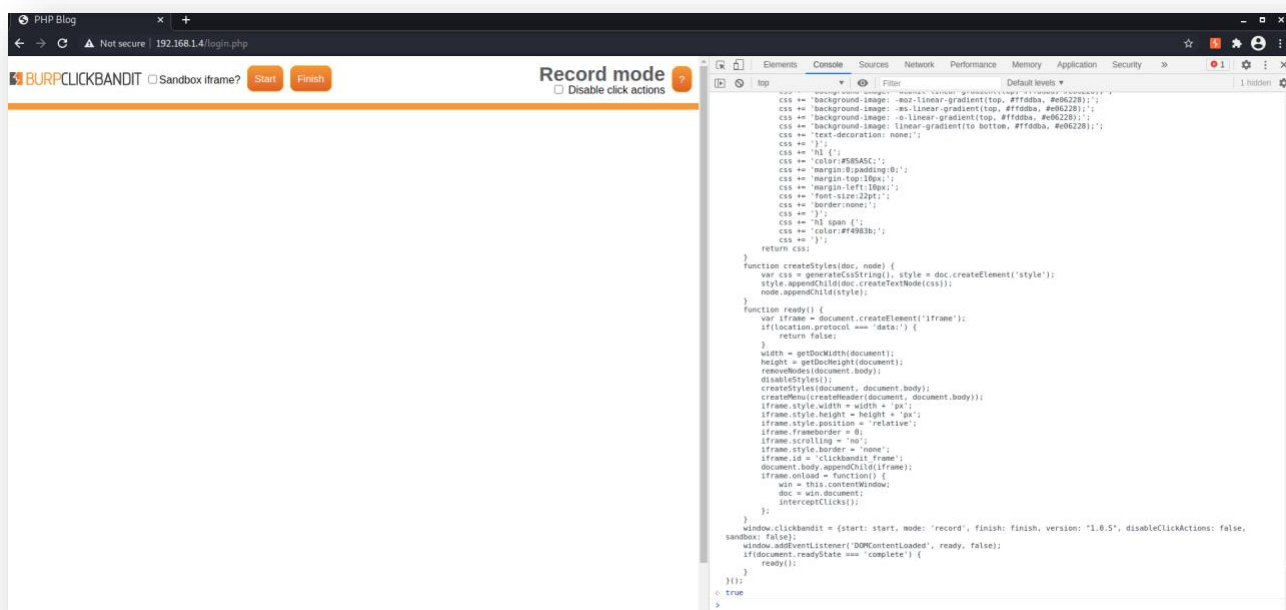 PHP Blog
Not secure | 192.168.1.4/login.php
BURPCLICKBANDIT Sandbox iframe? Start Finish
Record mode ?
Disable click actions
Elements Console Sources Network Performance Memory Application Security » 1
top Filter Default levels ▼ 1 hidden
css += 'background-image: -moz-linear-gradient(top, #ffddba, #e06228);';
css += 'background-image: -ms-linear-gradient(top, #ffddba, #e06228);';
css += 'background-image: -o-linear-gradient(top, #ffddba, #e06228);';
css += 'background-image: linear-gradient(to bottom, #ffddba, #e06228);';
css += 'text-decoration: none;';
css += '}';
css += 'h1 {';
css += 'color:#585A5C;';
css += 'margin:0;padding:0;';
css += 'margin-top:10px;';
css += 'margin-left:10px;';
css += 'font-size:22pt;';
css += 'border:none;';
css += '}';
css += 'h1 span {';
css += 'color:#f4983b;';
css += '}';
return css;
}
function createStyles(doc, node) {
var css = generateCssString(), style = doc.createElement('style');
style.appendChild(doc.createTextNode(css));
node.appendChild(style);
}
function ready() {
var iframe = document.createElement('iframe');
if(location.protocol === 'data:') {
return false;
}
width = getDocWidth(document);
height = getDocHeight(document);
removeNodes(document.body);
disableStyles();
createStyles(document, document.body);
createMenu(createHeader(document, document.body));
iframe.style.width = width + 'px';
iframe.style.height = height + 'px';
iframe.style.position = 'relative';
iframe.frameborder = 0;
iframe.scrolling = 'no';
iframe.style.border = 'none';
iframe.id = 'clickbandit_frame';
document.body.appendChild(iframe);
iframe.onload = function() {
win = this.contentWindow;
doc = win.document;
interceptClicks();
};
}
window.clickbandit = {start: start, mode: 'record', finish: finish, version: "1.0.5", disableClickActions: false,
sandbox: false};
window.addEventListener('DOMContentLoaded', ready, false);
if(document.readyState === 'complete') {
ready();
}
}();
true